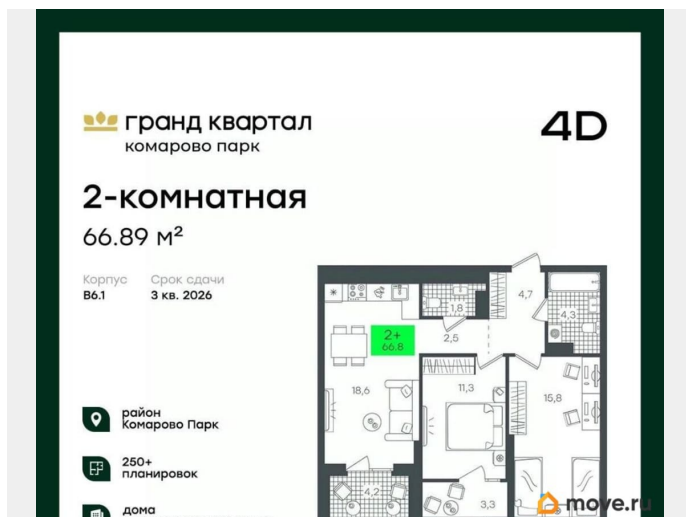 гранд квартал
комарово парк
4D
2-комнатная
66.89 м²
Корпус Срок сдачи
В6.1 3 кв. 2026
4,7
1,8
4,3
2+
66.8
2,5
18,6
11,3
15,8
район
Комарово Парк
250+
планировок
4,2
3,3
дома
move.ru